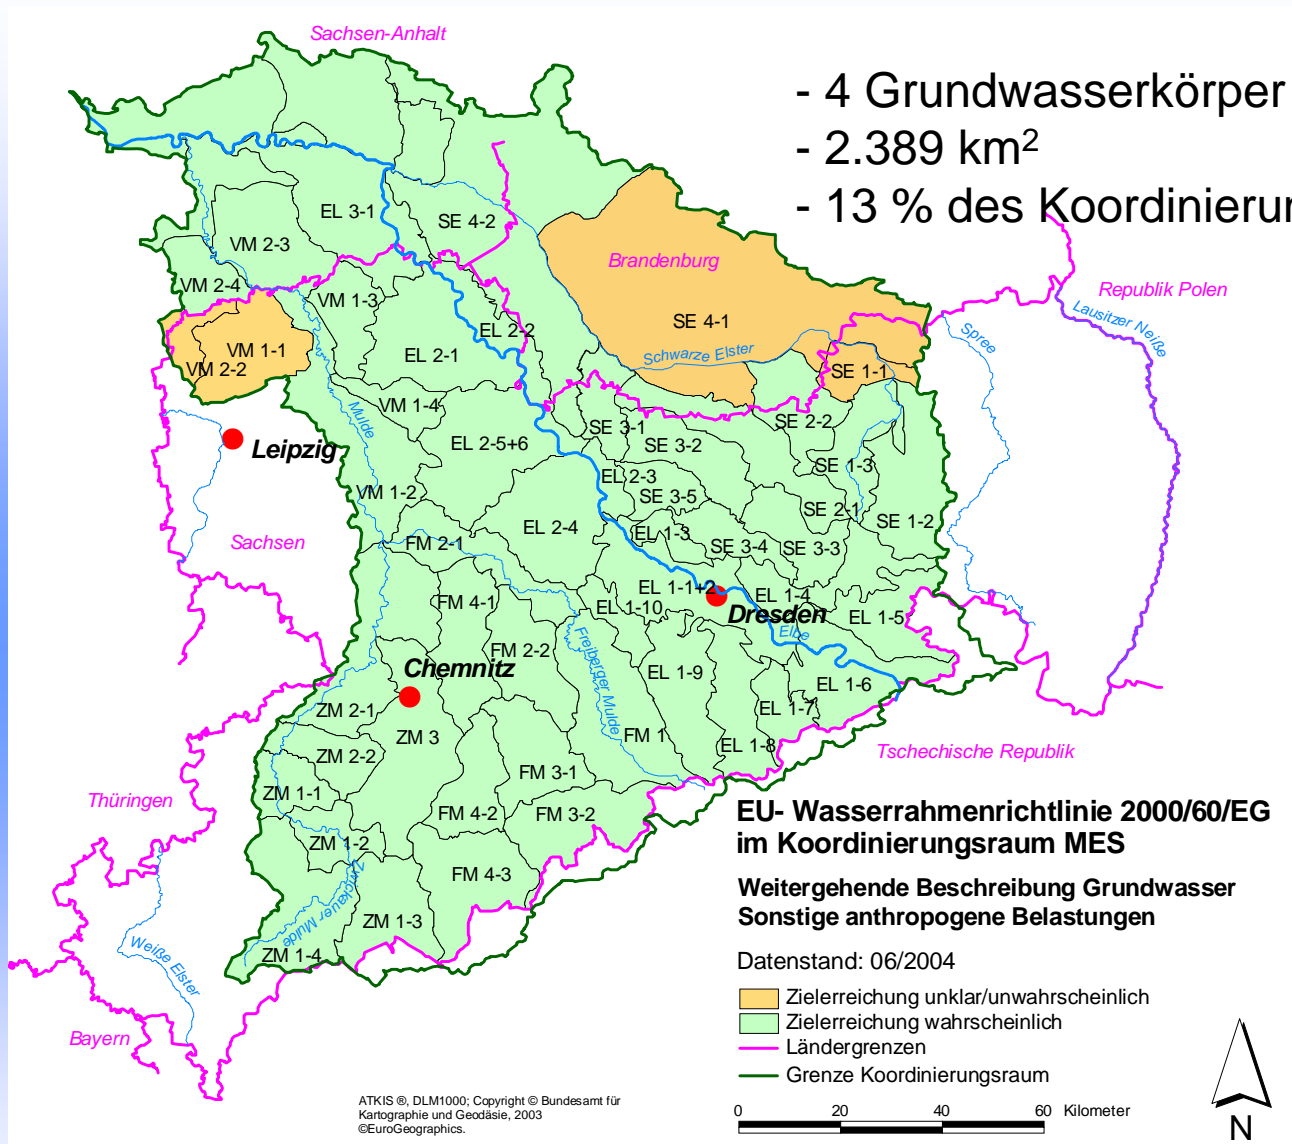 Sachsen-Anhalt
- 4 Grundwasserkörper
- 2.389 km²
- 13 % des
EL 3-1
SE 4-2
VM 2-3
Brandenburg
VM 2-4
VM 1-3
Republik Polen
SE 4-1
EL 2-2
Spree
Lausitzer Neiße
VM 1-1
EL 2-1
Schwarze Elster
VM 2-2
SE 1-1
VM 1-4
Mulde
SE 3-1
SE 2-2
Leipzig
EL 2-5+6
SE 3-2
SE 1-3
EL 2-3
VM 1-2
SE 3-5
SE 2-1
EL 2-4
SE 1-2
Sachsen
FM 2-1
EL 1-3
SE 3-4
SE 3-3
EL 1-1+2
EL 1-4
FM 4-1
EL 1-10
Dresden
EL 1-5
Elbe
Freiberger Mulde
FM 2-2
Chemnitz
EL 1-9
EL 1-6
ZM 2-1
EL 1-7
ZM 3
FM 1
EL 1-8
Tschechische Republik
ZM 2-2
FM 3-1
ZM 1-1
Thüringen
FM 4-2
FM 3-2
ZM 1-2
Zwickauer Mulde
FM 4-3
ZM 1-3
Weiße Elster
ZM 1-4
Bayern
EU- Wasserrahmenrichtlinie 2000/60/EG
im Koordinierungsraum MES
Weitergehende Beschreibung Grundwasser
Sonstige anthropogene Belastungen
Datenstand: 06/2004
Zielerreichung unklar/unwahrscheinlich
Zielerreichung wahrscheinlich
Ländergrenzen
Grenze Koordinierungsraum
0 20 40 60 Kilometer
N
ATKIS ®, DLM1000; Copyright © Bundesamt für
Kartographie und Geodäsie, 2003
©EuroGeographics.